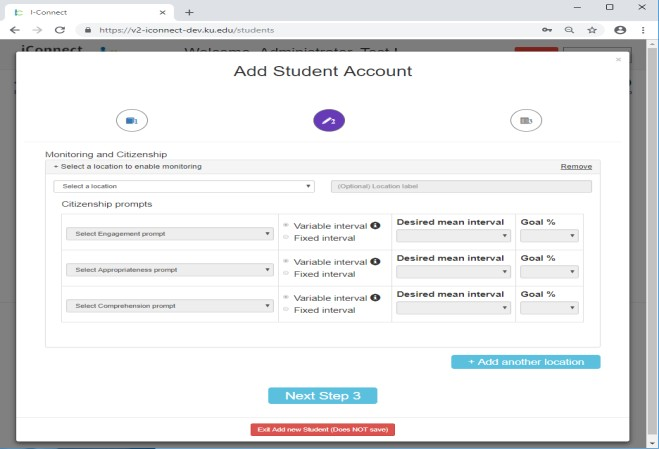 I-Connect
https://v2-iconnect-dev.ku.edu/students
iConnect
Welcome, Administrator, Test !
Add Student Account
1
2
3
Monitoring and Citizenship
+ Select a location to enable monitoring Remove
Select a location (Optional) Location label
Citizenship prompts
Select Engagement prompt
Variable interval
Fixed interval
Desired mean interval
Goal %
Select Appropriateness prompt
Variable interval
Fixed interval
Desired mean interval
Goal %
Select Comprehension prompt
Variable interval
Fixed interval
Desired mean interval
Goal %
+ Add another location
Next Step 3
Exit Add new Student (Does NOT save)